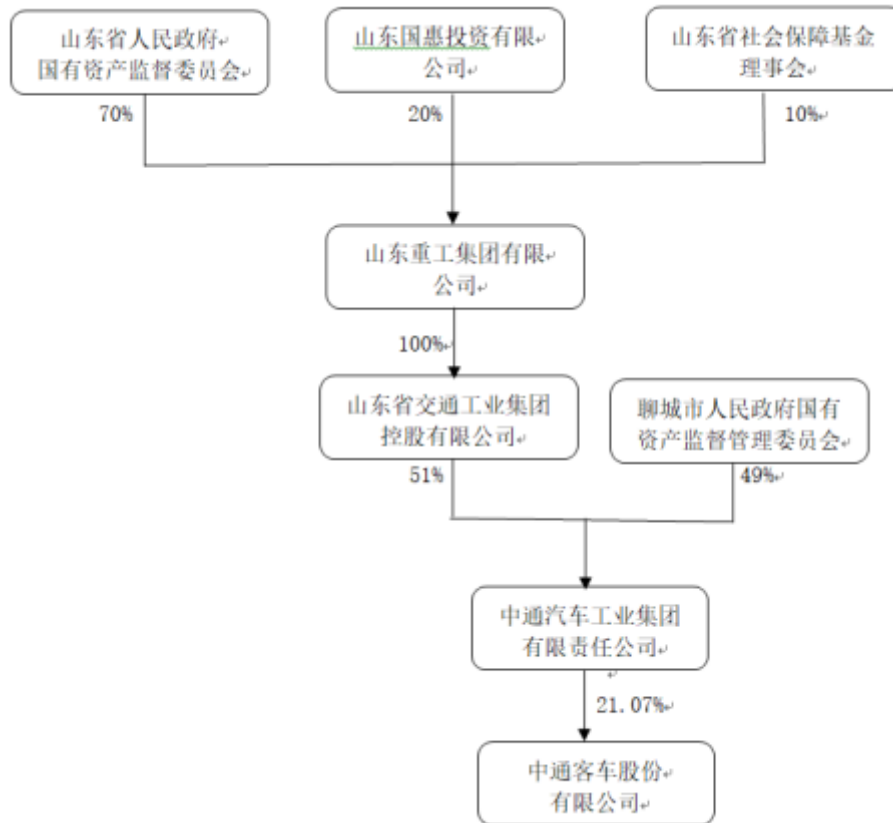 山东省人民政府
国有资产监督委员会
山东国惠投资有限
公司
山东省社会保障基金
理事会
70%
20%
10%
山东重工集团有限
公司
100%
山东省交通工业集团
控股有限公司
聊城市人民政府国有
资产监督管理委员会
51%
49%
中通汽车工业集团
有限责任公司
21.07%
中通客车股份
有限公司